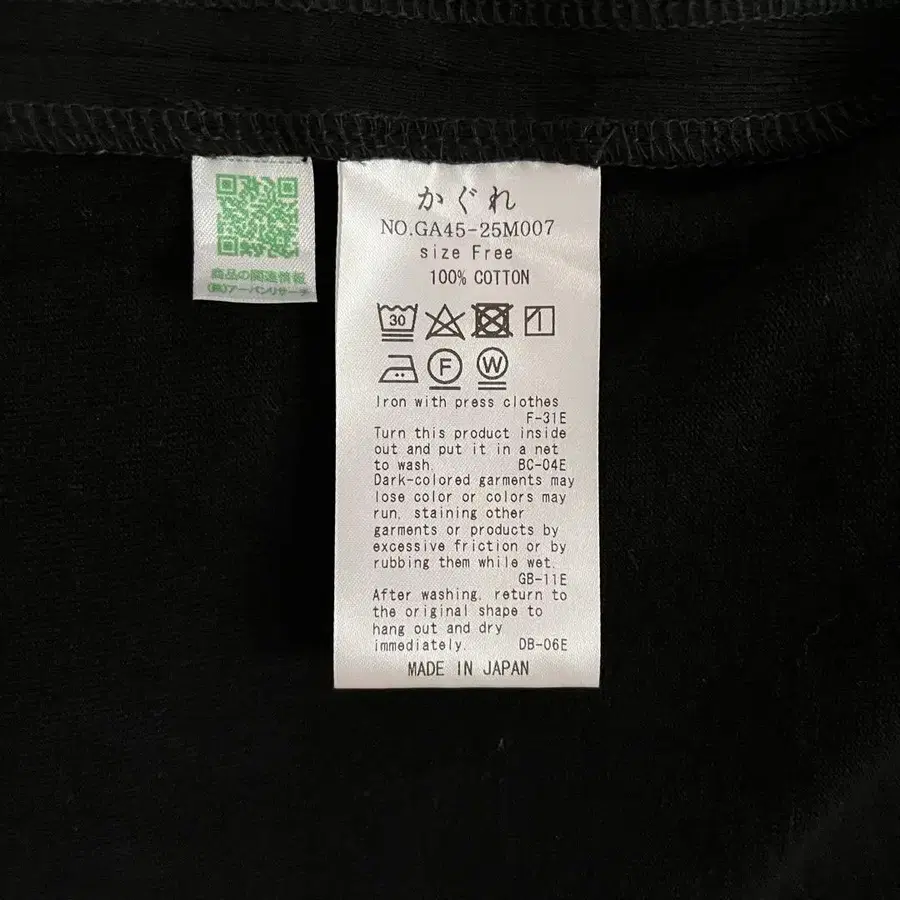 商品の関連情報
(株)アーバンリサーチ
かぐれ
NO.GA45-25M007
size Free
100% COTTON
30
F W
Iron with press clothes
F-31E
Turn this product inside
out and put it in a net
to wash. BC-04E
Dark-colored garments may
lose color or colors may
run, staining other
garments or products by
excessive friction or by
rubbing them while wet.
GB-11E
After washing, return to
the original shape to
hang out and dry
immediately. DB-06E
MADE IN JAPAN